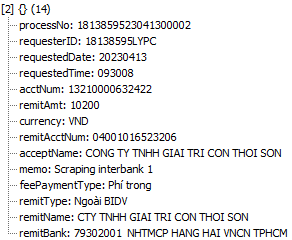 [2] {} (14)
processNo: 1813859523041300002
requesterID: 18138595LYPC
requestedDate: 20230413
requestedTime: 093008
acctNum: 13210000632422
remitAmt: 10200
currency: VND
remitAcctNum: 04001016523206
acceptName: CONG TY TNHH GIAI TRI CON THOI SON
memo: Scraping interbank 1
feePaymentType: Phí trong
remitType: Ngoài BIDV
remitName: CTY TNHH GIAI TRI CON THOI SON
remitBank: 79302001 NHTMCP HANG HAI VNCN TPHCM